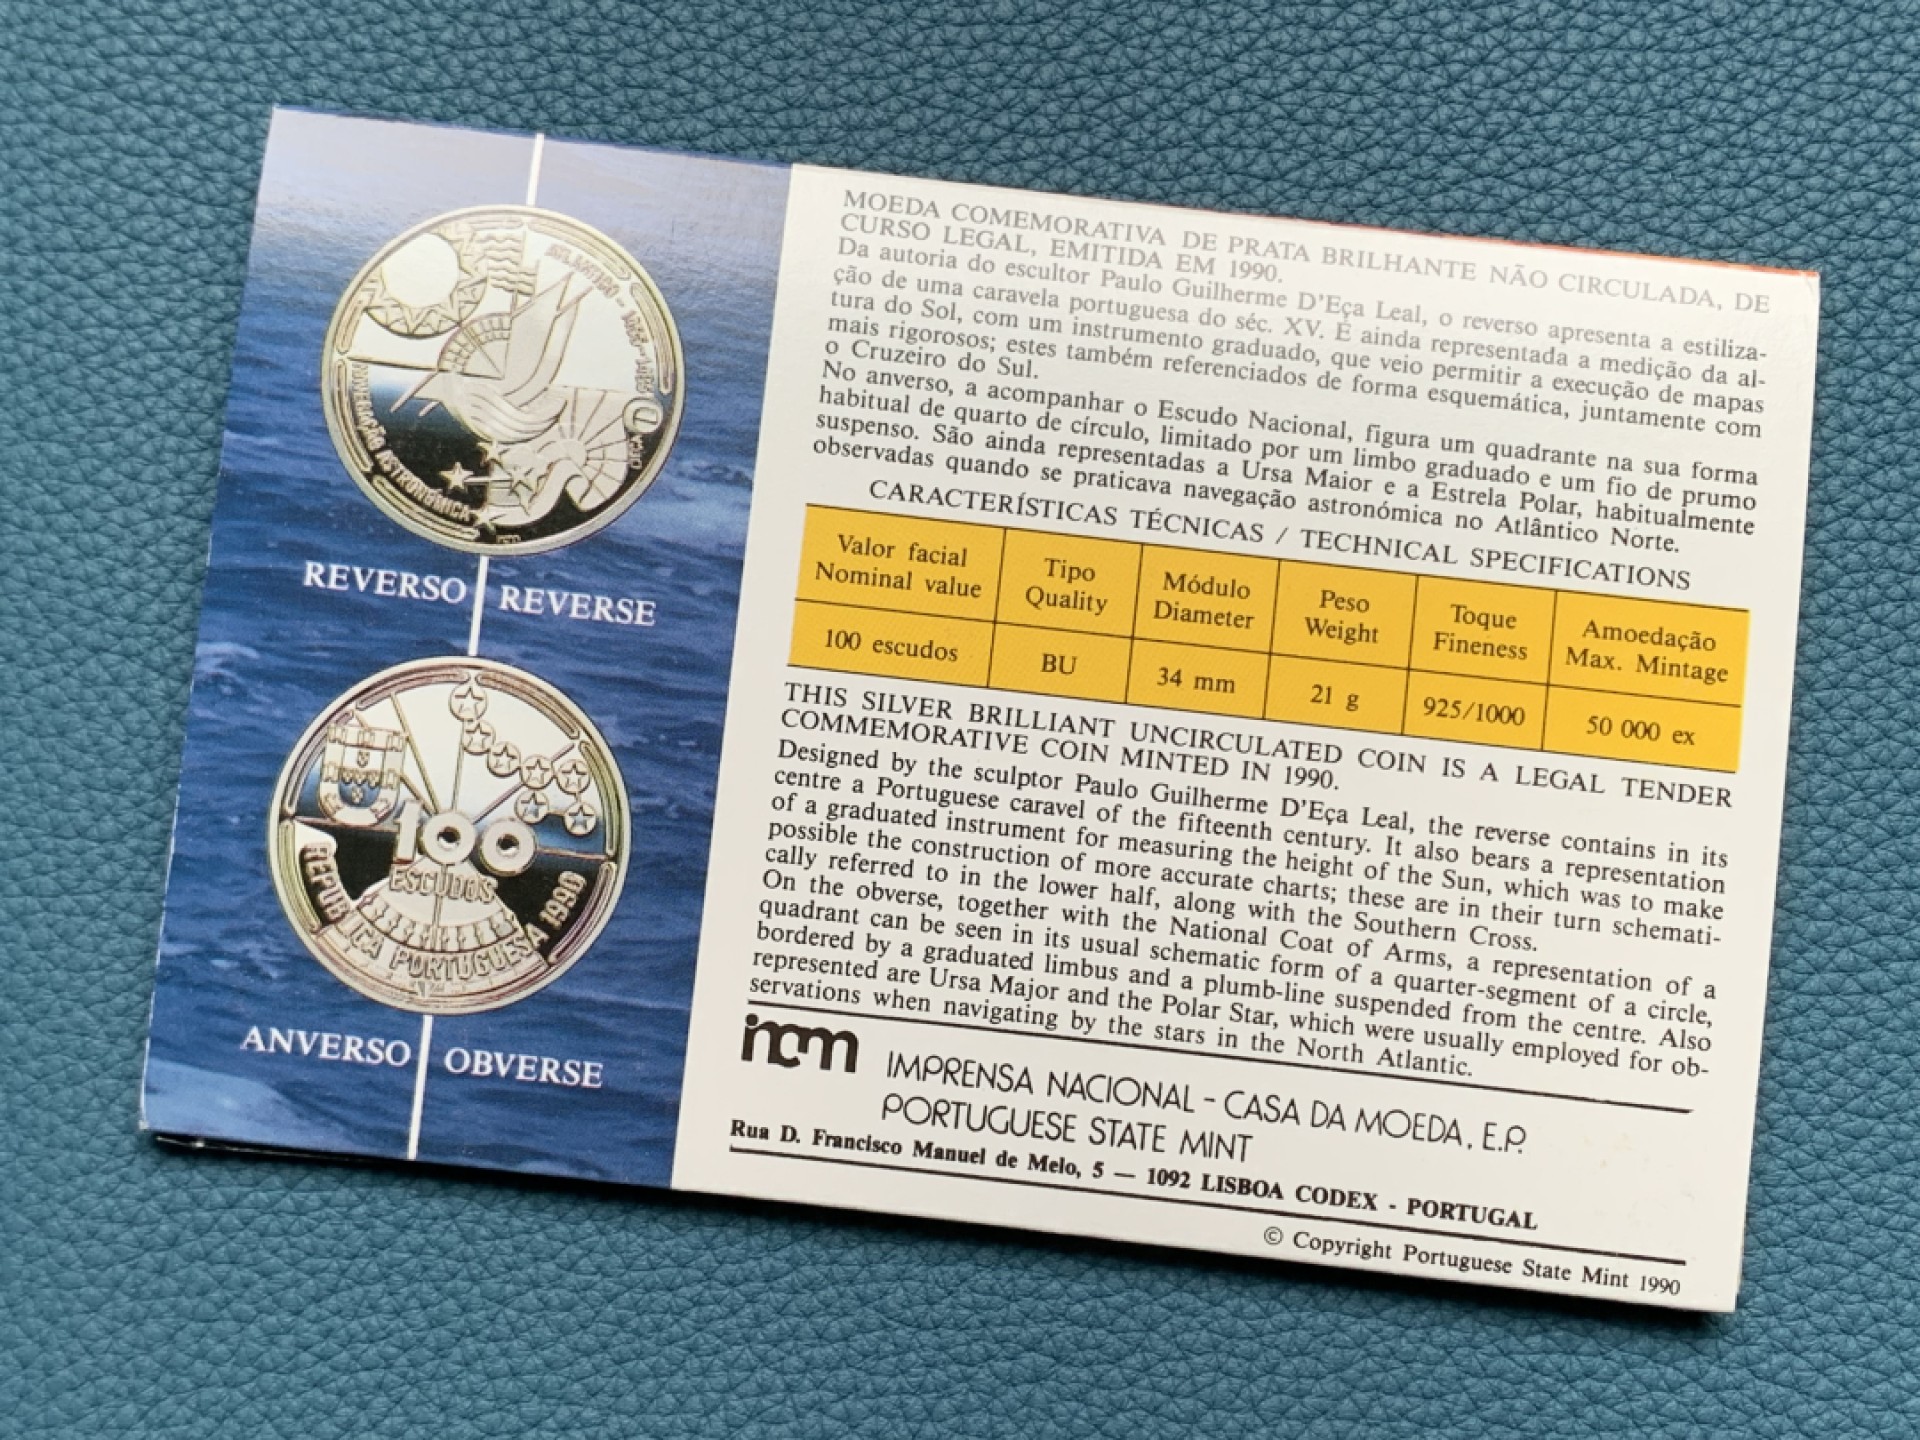 ATLANTICO
NAVEGAÇÃO ASTRONÓMICA
REVERSO REVERSE
100
ESCUDOS
REPUBLICA PORTUGUESA 1990
ANVERSO OBVERSE
MOEDA COMEMORATIVA DE PRATA BRILHANTE NÃO CIRCULADA, DE
CURSO LEGAL, EMITIDA EM 1990.
Da autoria do escultor Paulo Guilherme D'Eça Leal, o reverso apresenta a estiliza-
ção de uma caravela portuguesa do séc. XV. É ainda representada a medição da al-
tura do Sol, com um instrumento graduado, que veio permitir a execução de mapas
mais rigorosos; estes também referenciados de forma esquemática, juntamente com
o Cruzeiro do Sul.
No anverso, a acompanhar o Escudo Nacional, figura um quadrante na sua forma
habitual de quarto de círculo, limitado por um limbo graduado e um fio de prumo
suspenso. São ainda representadas a Ursa Maior e a Estrela Polar, habitualmente
observadas quando se praticava navegação astronómica no Atlântico Norte.
CARACTERÍSTICAS TÉCNICAS / TECHNICAL SPECIFICATIONS
Valor facial Tipo Módulo Peso Toque Amoedação
Nominal value Quality Diameter Weight Fineness Max. Mintage
100 escudos BU 34 mm 21 g 925/1000 50 000 ex
THIS SILVER BRILLIANT UNCIRCULATED COIN IS A LEGAL TENDER
COMMEMORATIVE COIN MINTED IN 1990.
Designed by the sculptor Paulo Guilherme D'Eça Leal, the reverse contains in its
centre a Portuguese caravel of the fifteenth century. It also bears a representation
of a graduated instrument for measuring the height of the Sun, which was to make
possible the construction of more accurate charts; these are in their turn schemati-
cally referred to in the lower half, along with the Southern Cross.
On the obverse, together with the National Coat of Arms, a representation of a
quadrant can be seen in its usual schematic form of a quarter-segment of a circle,
bordered by a graduated limbus and a plumb-line suspended from the centre. Also
represented are Ursa Major and the Polar Star, which were usually employed for ob-
servations when navigating by the stars in the North Atlantic.
incm
IMPRENSA NACIONAL - CASA DA MOEDA, E.P.
PORTUGUESE STATE MINT
Rua D. Francisco Manuel de Melo, 5 — 1092 LISBOA CODEX - PORTUGAL
© Copyright Portuguese State Mint 1990